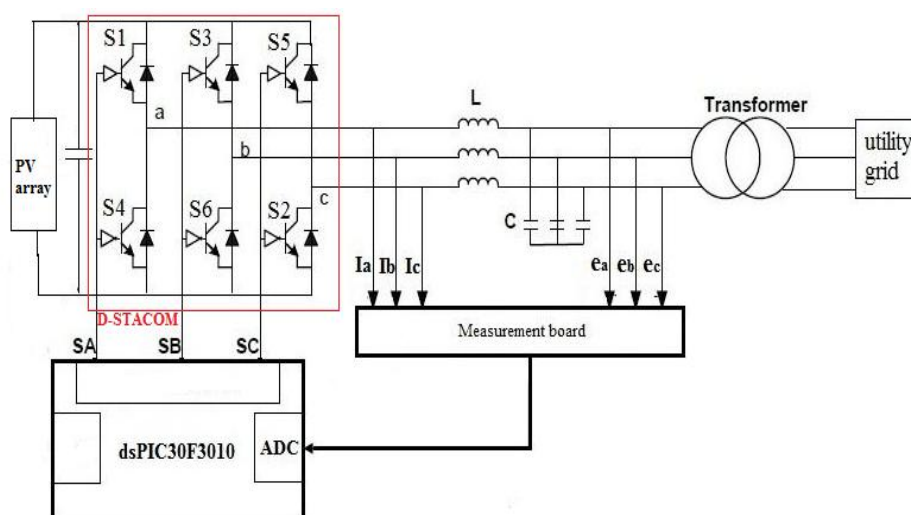 S1
S3
S5
a
b
c
PV
array
S4
S6
S2
L
C
Transformer
utility
grid
Ia
Ib
Ic
ea
eb
ec
D-STACOM
Measurement board
SA
SB
SC
dsPIC30F3010
ADC